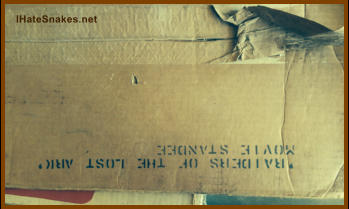 IHateSnakes.net
"RAIDERS OF THE LOST ARK"
MOVIE STANDEE